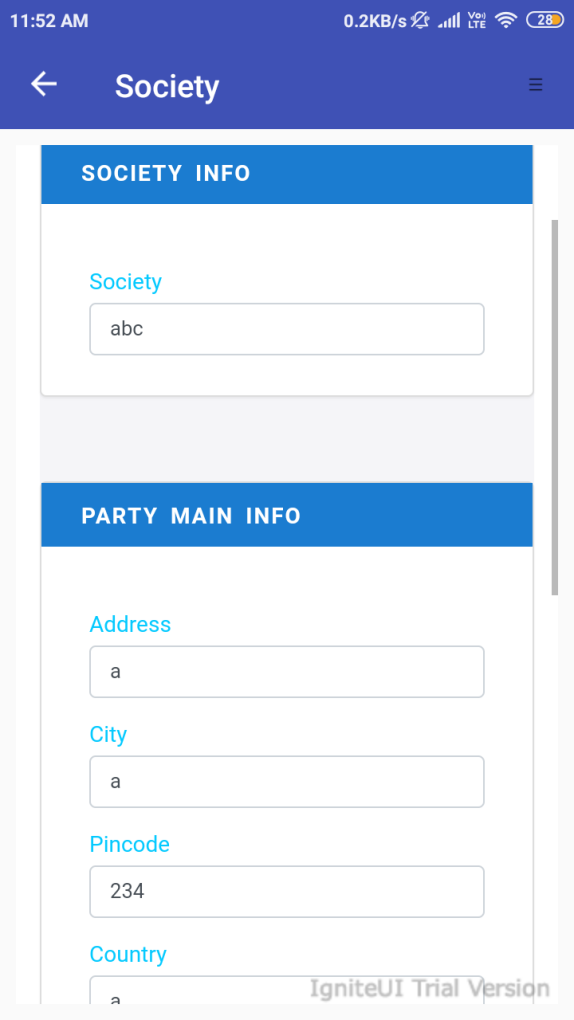 11:52 AM 0.2KB/s Vo) LTE 28
Society
SOCIETY INFO
Society
abc
PARTY MAIN INFO
Address
a
City
a
Pincode
234
Country
a
IgniteUI Trial Version